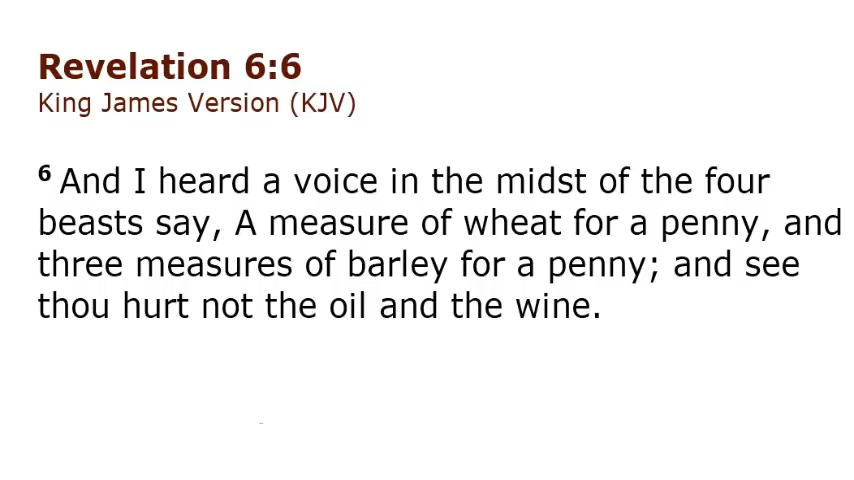 Revelation 6:6
King James Version (KJV)
6 And I heard a voice in the midst of the four
beasts say, A measure of wheat for a penny, and
three measures of barley for a penny; and see
thou hurt not the oil and the wine.